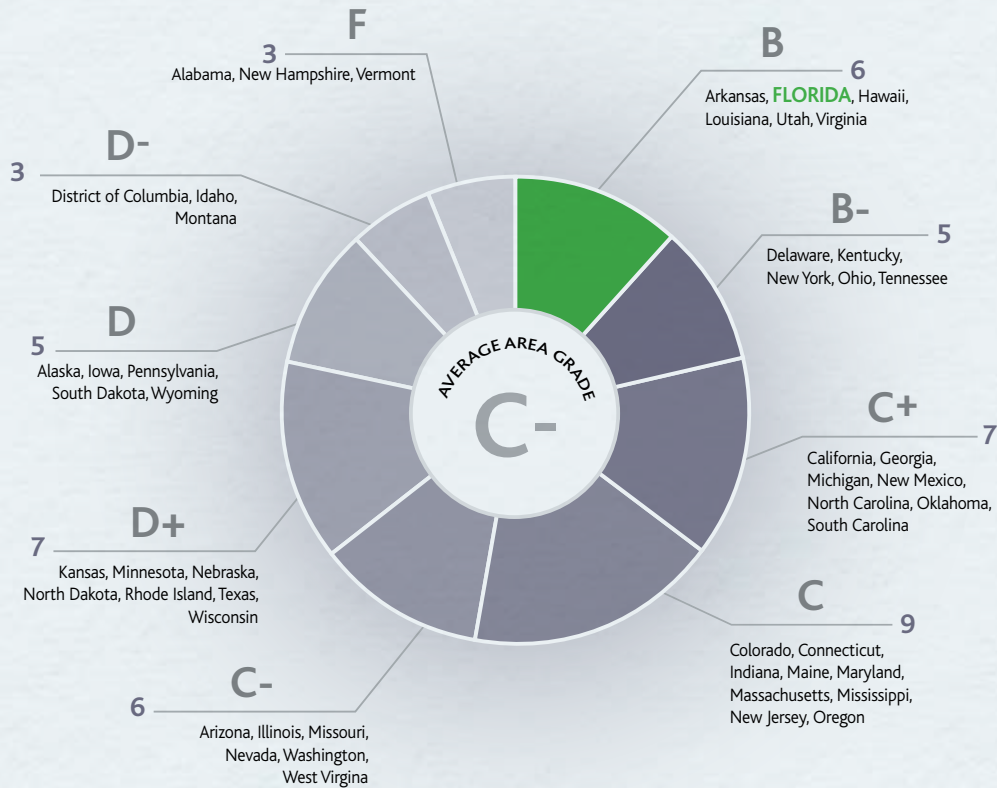 F
3
Alabama, New Hampshire, Vermont
B
6
Arkansas, FLORIDA, Hawaii,
Louisiana, Utah, Virginia
D-
3
District of Columbia, Idaho,
Montana
B-
5
Delaware, Kentucky,
New York, Ohio, Tennessee
D
5
Alaska, Iowa, Pennsylvania,
South Dakota, Wyoming
AVERAGE AREA GRADE
C-
C+
7
California, Georgia,
Michigan, New Mexico,
North Carolina, Oklahoma,
South Carolina
D+
7
Kansas, Minnesota, Nebraska,
North Dakota, Rhode Island, Texas,
Wisconsin
C
9
Colorado, Connecticut,
Indiana, Maine, Maryland,
Massachusetts, Mississippi,
New Jersey, Oregon
C-
6
Arizona, Illinois, Missouri,
Nevada, Washington,
West Virgina